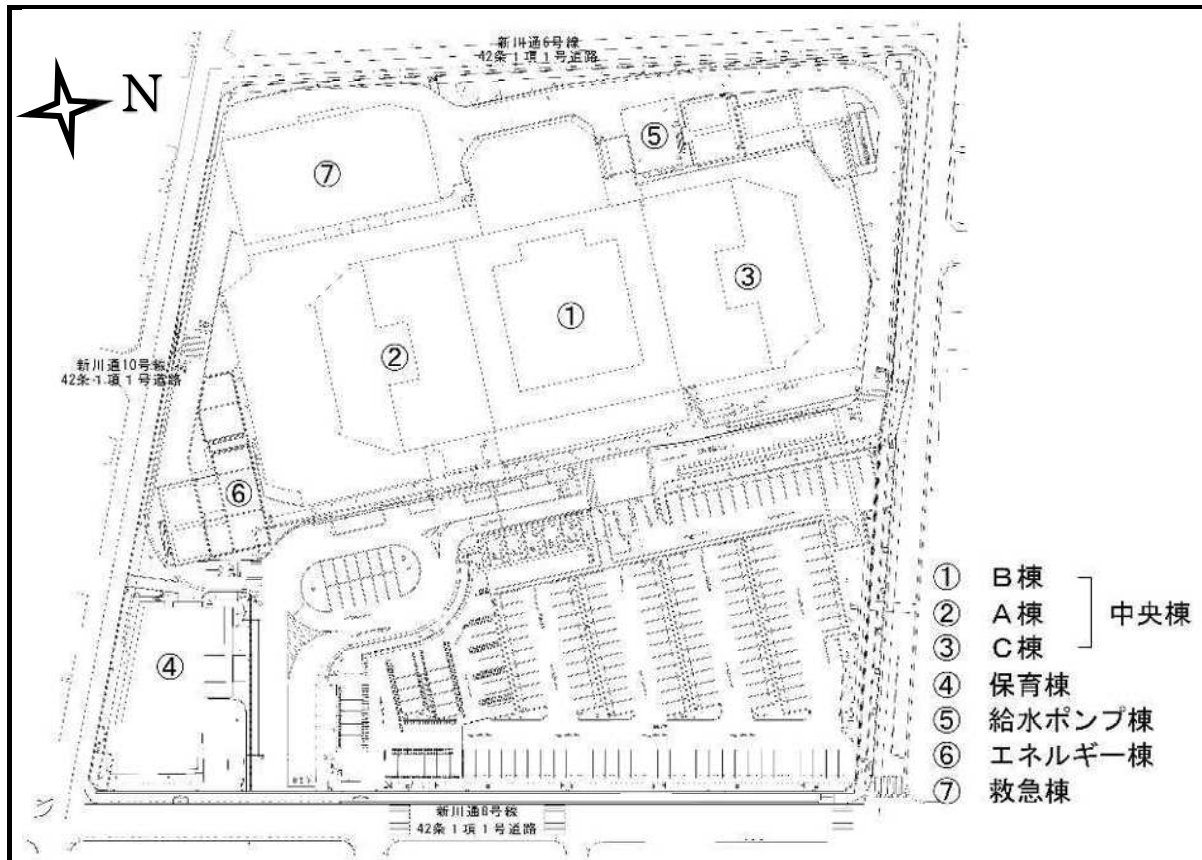 新川通6号線
42条1項1号道路
N
⑤
⑦
③
①
②
新川通10号線
42条1項1号道路
⑥
④
① B棟
② A棟
③ C棟
中央棟
④ 保育棟
⑤ 給水ポンプ棟
⑥ エネルギー棟
⑦ 救急棟
新川通8号線
42条1項1号道路